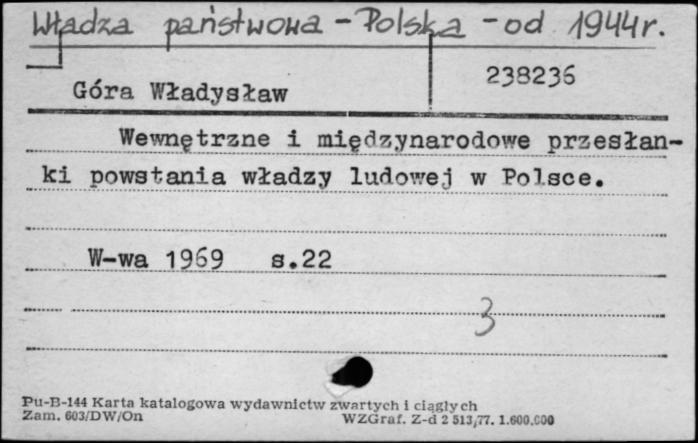 Władza państwowa - Polska - od 1944r.
238236
Góra Władysław
Wewnętrzne i międzynarodowe przesłan-
ki powstania władzy ludowej w Polsce.
W-wa 1969 s.22
3
Pu-B-144 Karta katalogowa wydawnictw zwartych i ciągłych
Zam. 603/DW/On WZGraf. Z-d 2 513/77. 1.600.000